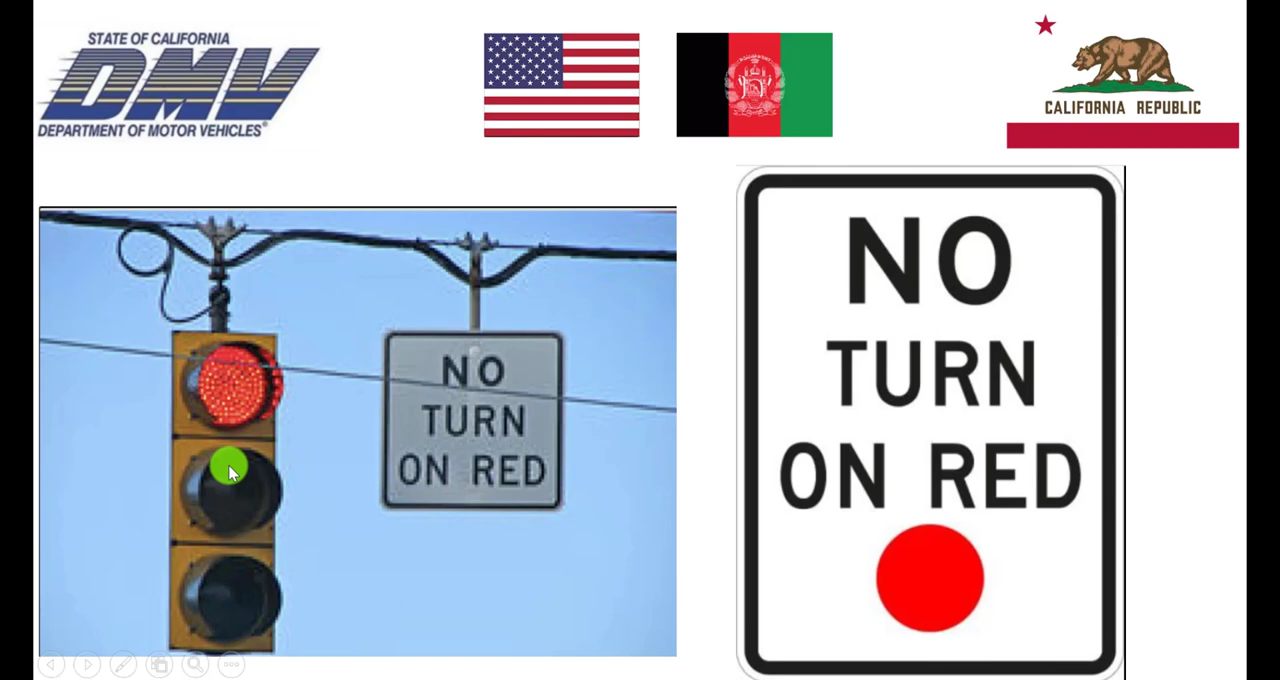 STATE OF CALIFORNIA
DMV
DEPARTMENT OF MOTOR VEHICLES®
CALIFORNIA REPUBLIC
NO
TURN
ON RED
NO
TURN
ON RED